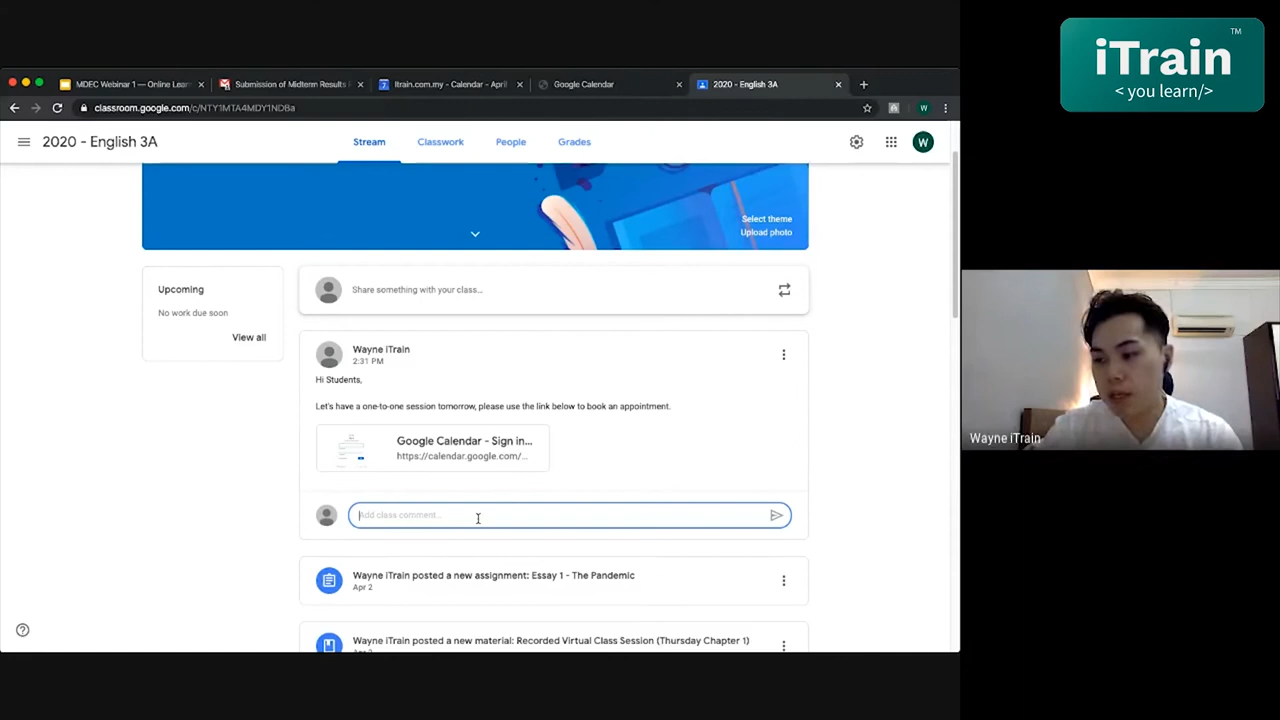 iTrain
TM
< you learn/>
MDEC Webinar 1 — Online Lear
Submission of Midterm Results
itrain.com.my - Calendar - April
Google Calendar
2020 - English 3A
classroom.google.com/c/NTY1MTA4MDY1NDBa
W
2020 - English 3A
Stream
Classwork
People
Grades
W
Select theme
Upload photo
Upcoming
No work due soon
View all
Share something with your class...
Wayne iTrain
2:31 PM
Hi Students,
Let's have a one-to-one session tomorrow, please use the link below to book an appointment.
Google Calendar - Sign in...
https://calendar.google.com/...
Add class comment...
Wayne iTrain posted a new assignment: Essay 1 - The Pandemic
Apr 2
Wayne iTrain posted a new material: Recorded Virtual Class Session (Thursday Chapter 1)
Wayne iTrain